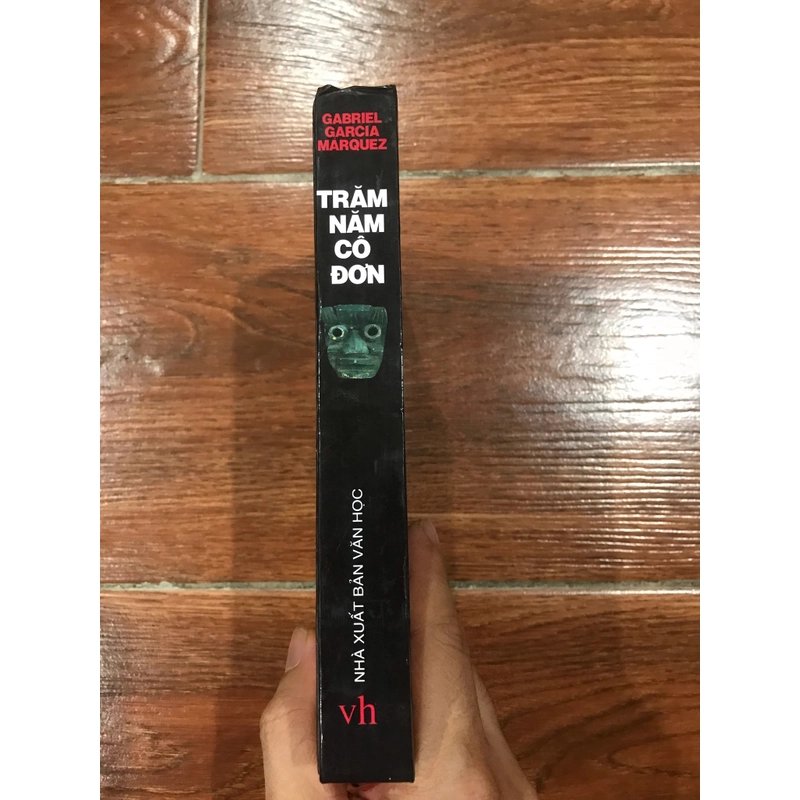 GABRIEL
GARCIA
MARQUEZ
TRĂM
NĂM
CÔ
ĐƠN
NHÀ XUẤT BẢN VĂN HỌC
vh